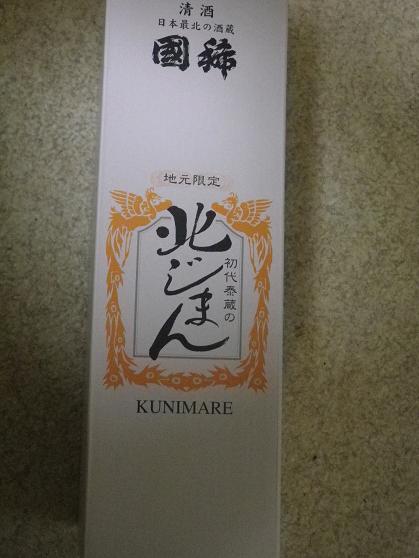 清酒
日本最北の酒蔵
國稀
地元限定
初代泰蔵の
北じまん
KUNIMARE